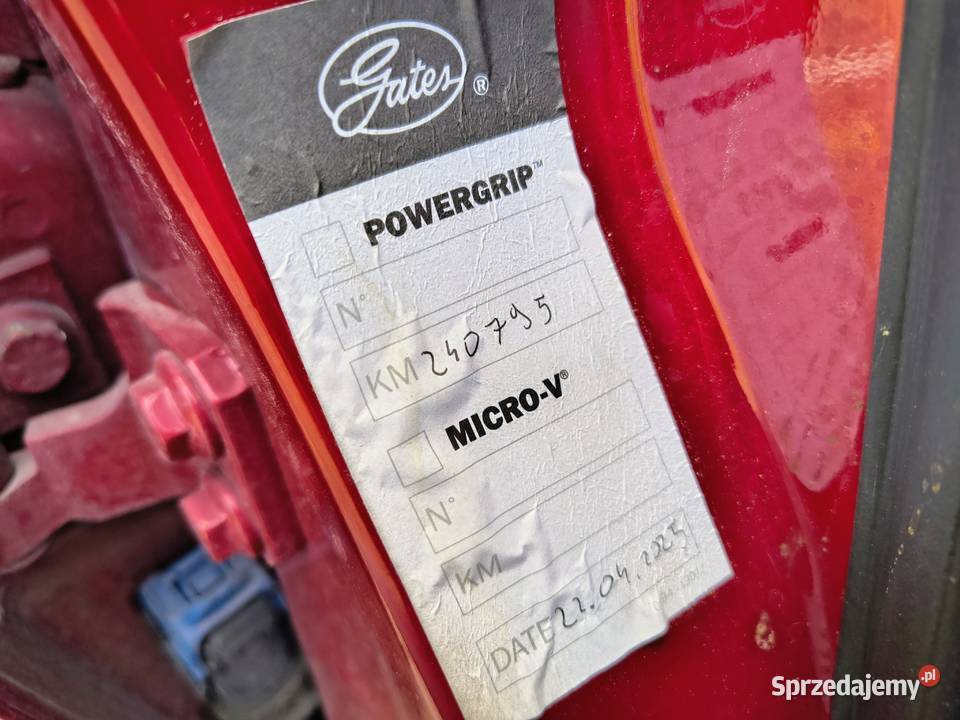 Gates®
POWERGRIP™
N°
KM 240795
MICRO-V®
N°
KM
DATE 22.04.2025
Sprzedajemy.pl